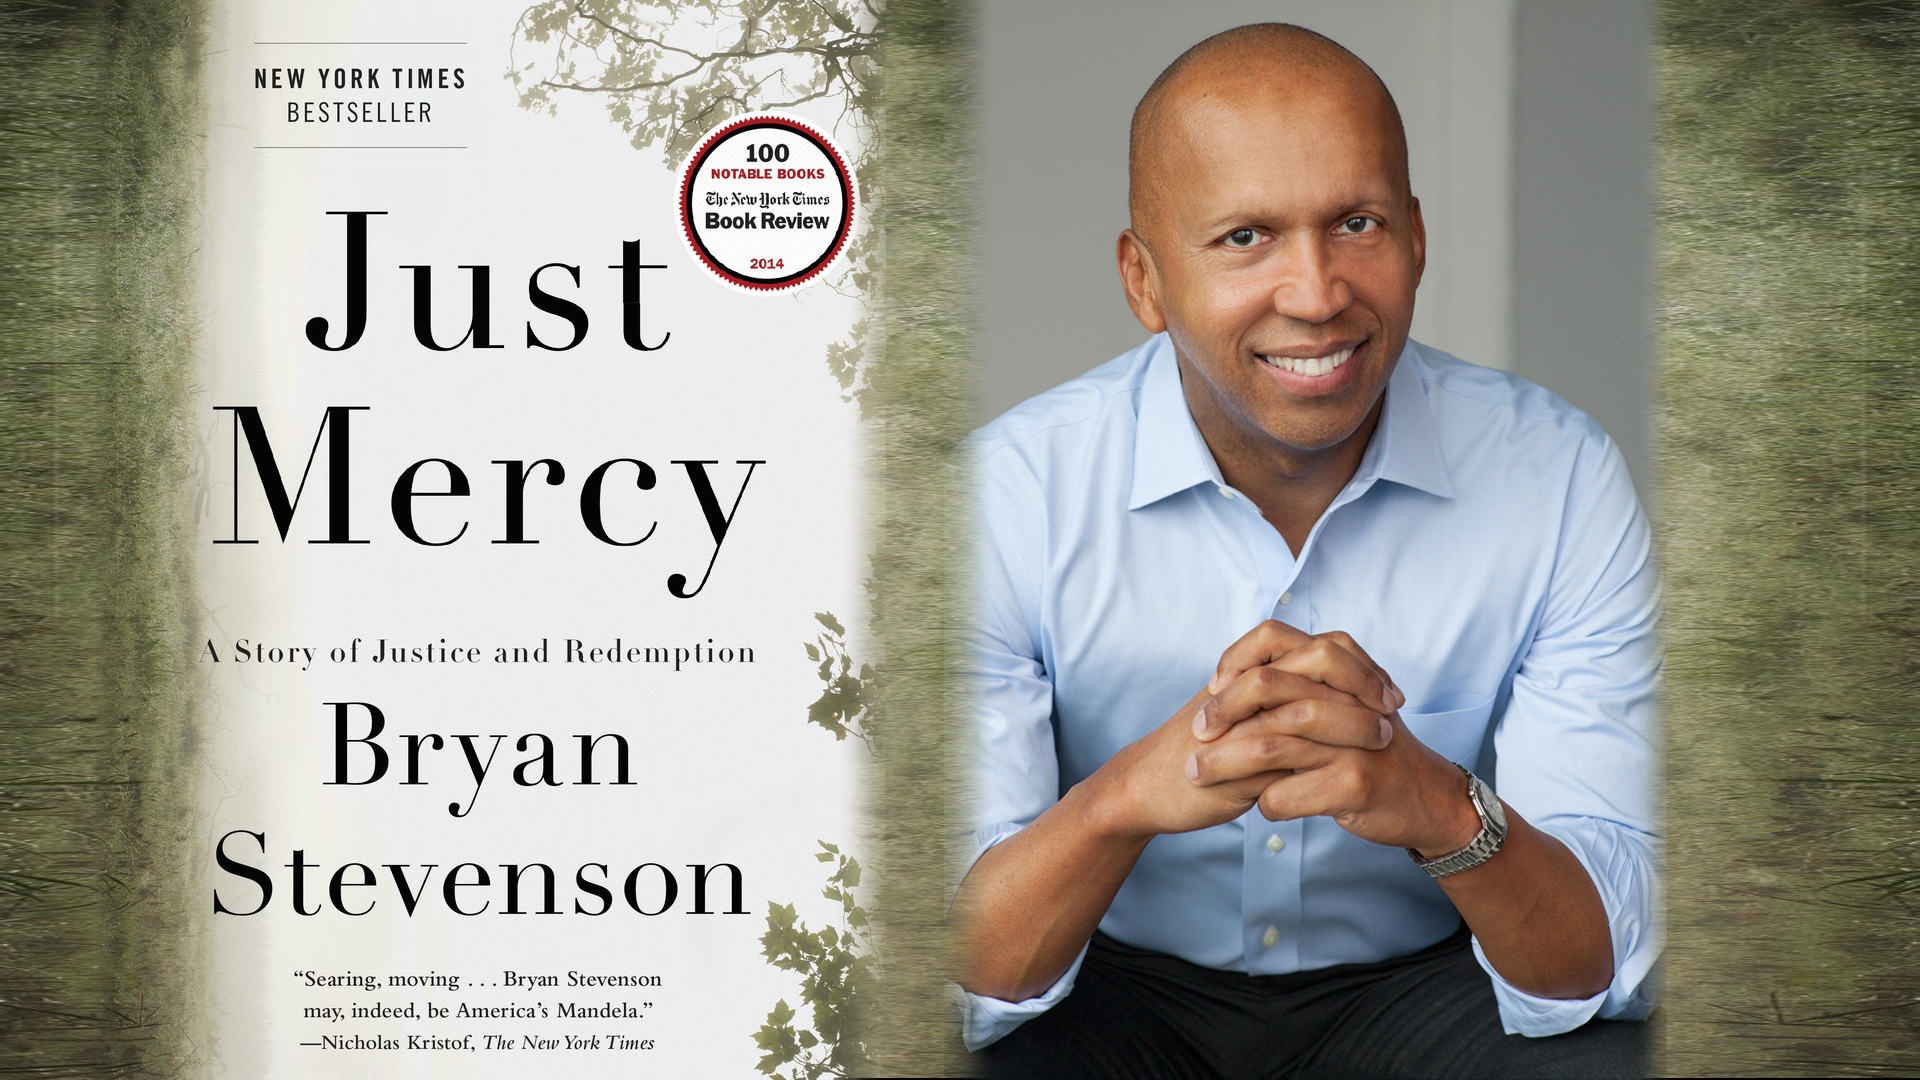 NEW YORK TIMES
BESTSELLER
100
NOTABLE BOOKS
The New York Times
Book Review
2014
Just
Mercy
A Story of Justice and Redemption
Bryan
Stevenson
“Searing, moving . . . Bryan Stevenson
may, indeed, be America’s Mandela.”
—Nicholas Kristof, The New York Times